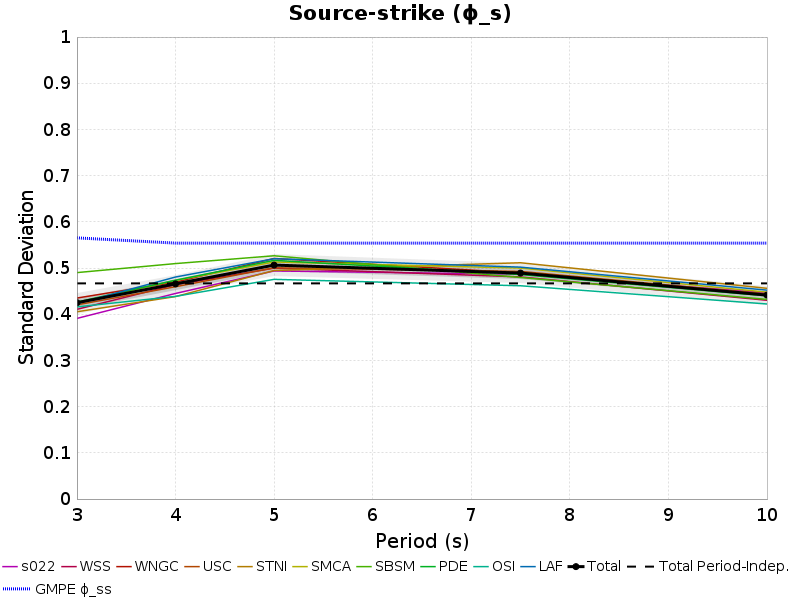 Source-strike (ϕ_s)
Standard Deviation
1
0.9
0.8
0.7
0.6
0.5
0.4
0.3
0.2
0.1
0
3 4 5 6 7 8 9 10
Period (s)
s022 WSS WNGC USC STNI SMCA SBSM PDE OSI LAF Total Total Period-Indep.
GMPE ϕ_ss